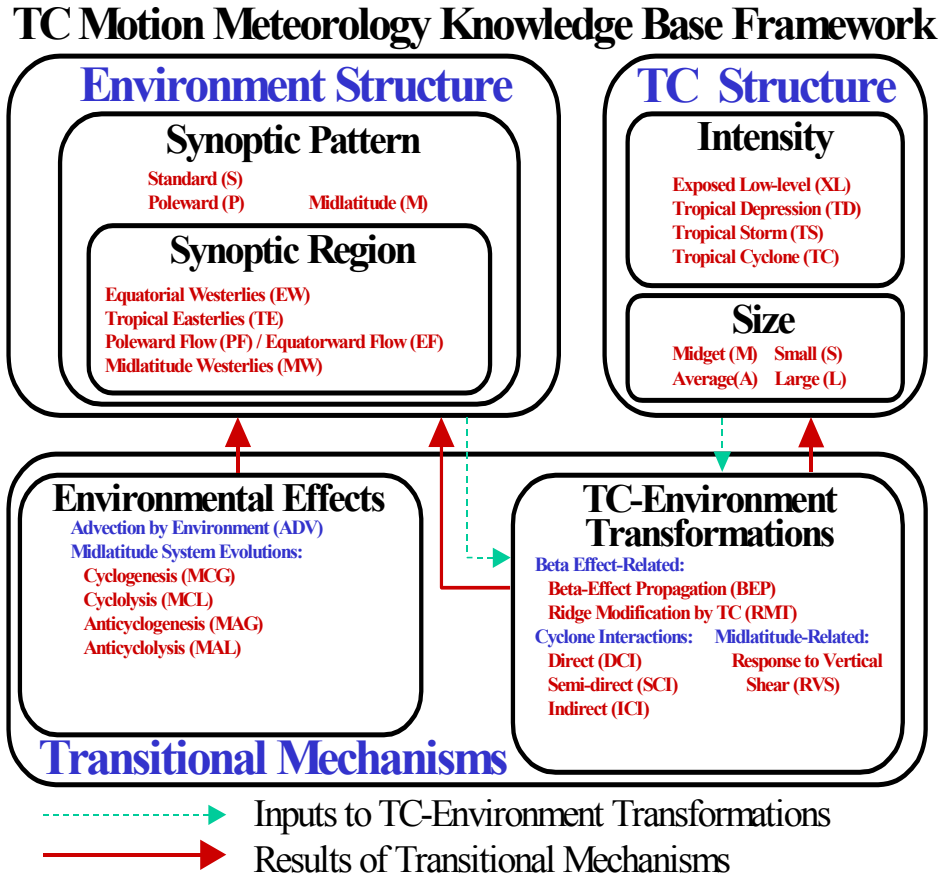 TC Motion Meteorology Knowledge Base Framework
Environment Structure
Synoptic Pattern
Standard (S)
Poleward (P) Midlatitude (M)
Synoptic Region
Equatorial Westerlies (EW)
Tropical Easterlies (TE)
Poleward Flow (PF) / Equatorward Flow (EF)
Midlatitude Westerlies (MW)
TC Structure
Intensity
Exposed Low-level (XL)
Tropical Depression (TD)
Tropical Storm (TS)
Tropical Cyclone (TC)
Size
Midget (M) Small (S)
Average(A) Large (L)
Environmental Effects
Advection by Environment (ADV)
Midlatitude System Evolutions:
Cyclogenesis (MCG)
Cyclolysis (MCL)
Anticyclogenesis (MAG)
Anticyclolysis (MAL)
TC-Environment
Transformations
Beta Effect-Related:
Beta-Effect Propagation (BEP)
Ridge Modification by TC (RMT)
Cyclone Interactions:
Direct (DCI)
Semi-direct (SCI)
Indirect (ICI)
Midlatitude-Related:
Response to Vertical
Shear (RVS)
Transitional Mechanisms
Inputs to TC-Environment Transformations
Results of Transitional Mechanisms